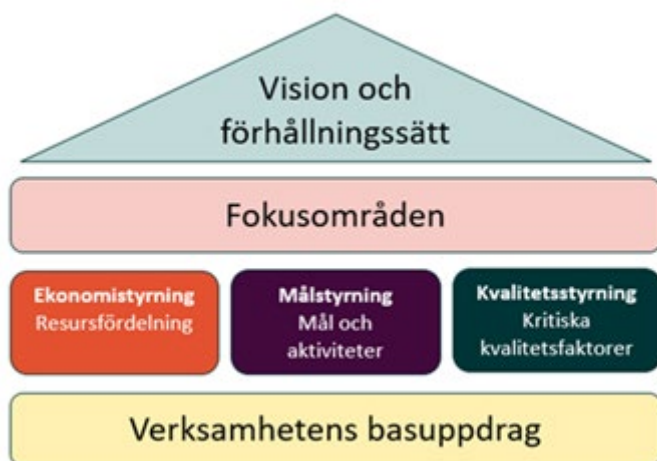 Vision och
förhållningssätt
Fokusområden
Ekonomistyrning
Resursfördelning
Målstyrning
Mål och
aktiviteter
Kvalitetsstyrning
Kritiska
kvalitetsfaktorer
Verksamhetens basuppdrag